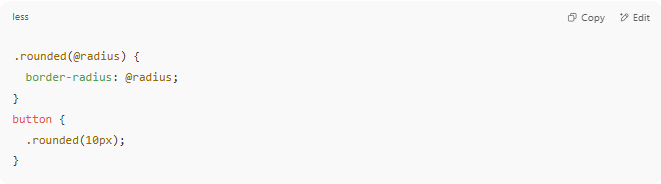 less Copy Edit
.rounded(@radius) {
  border-radius: @radius;
}
button {
  .rounded(10px);
}